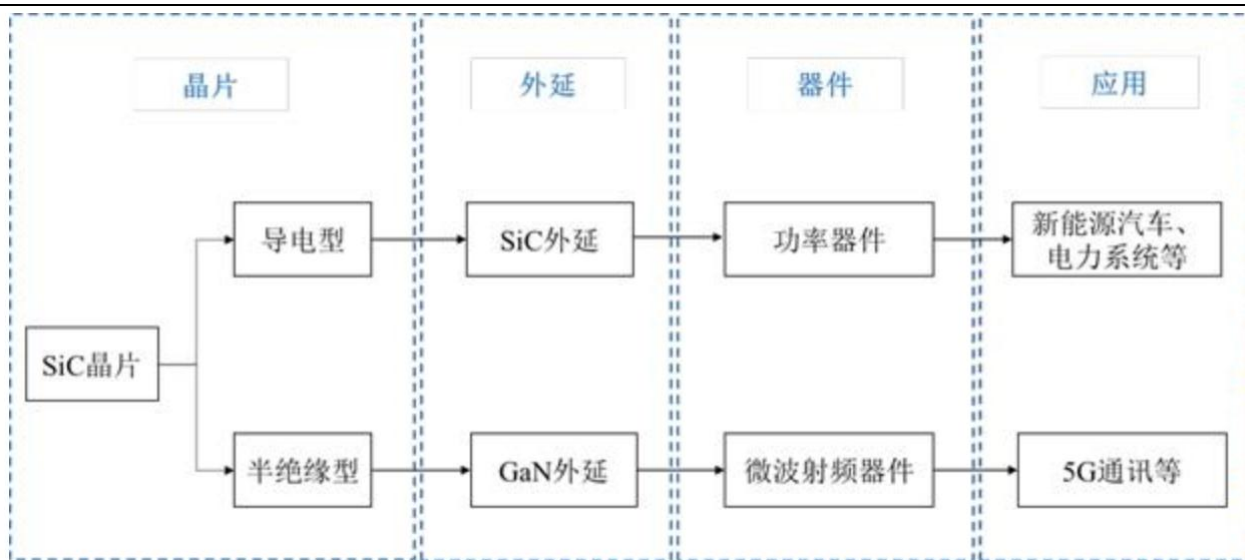 晶片
外延
器件
应用
导电型
SiC外延
功率器件
新能源汽车、
电力系统等
SiC晶片
半绝缘型
GaN外延
微波射频器件
5G通讯等